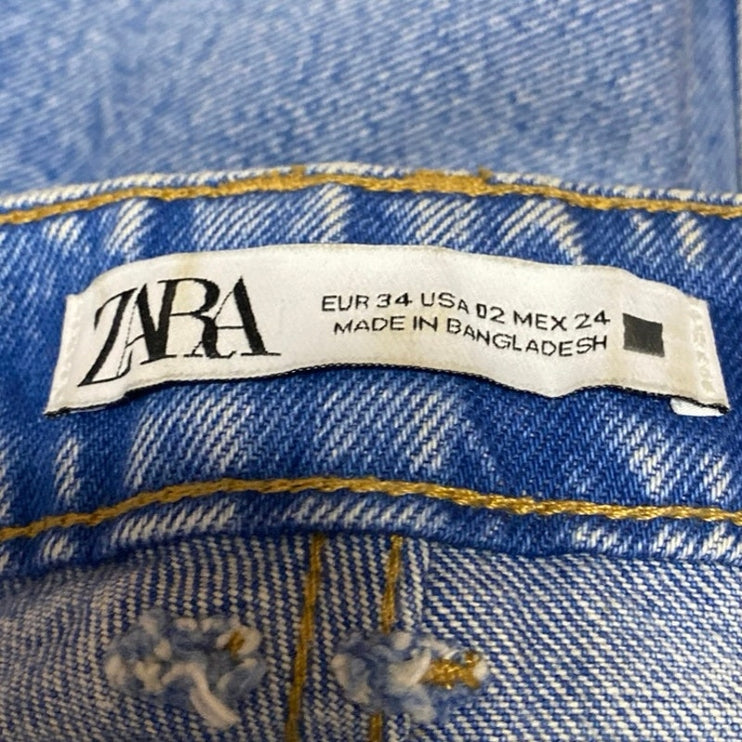 ZARA
EUR 34 USA 02 MEX 24
MADE IN BANGLADESH